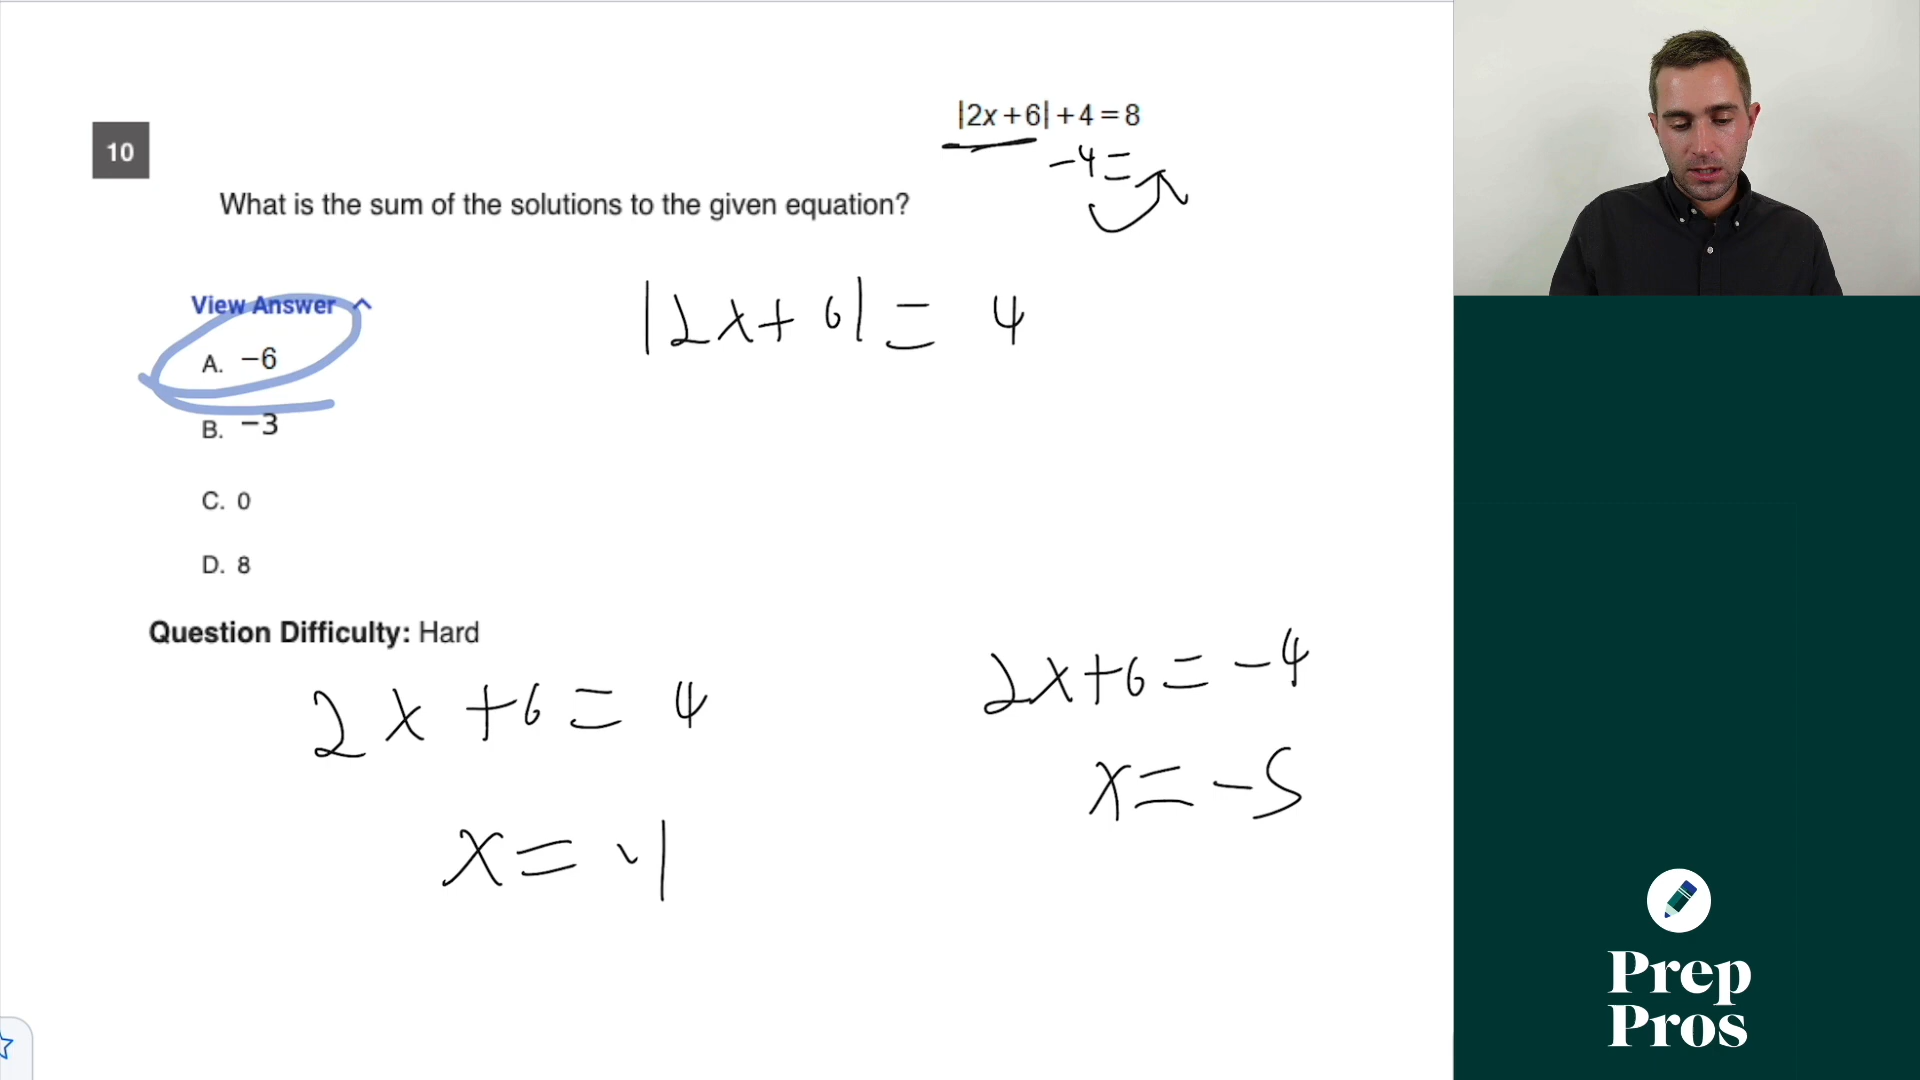 |2x+6|+4=8
10
-4=
What is the sum of the solutions to the given equation?
View Answer
|2x+6|= 4
A. −6
B. −3
C. 0
D. 8
Question Difficulty: Hard
2x+6=4
2x+6=-4
x=-1
x=-5
Prep
Pros